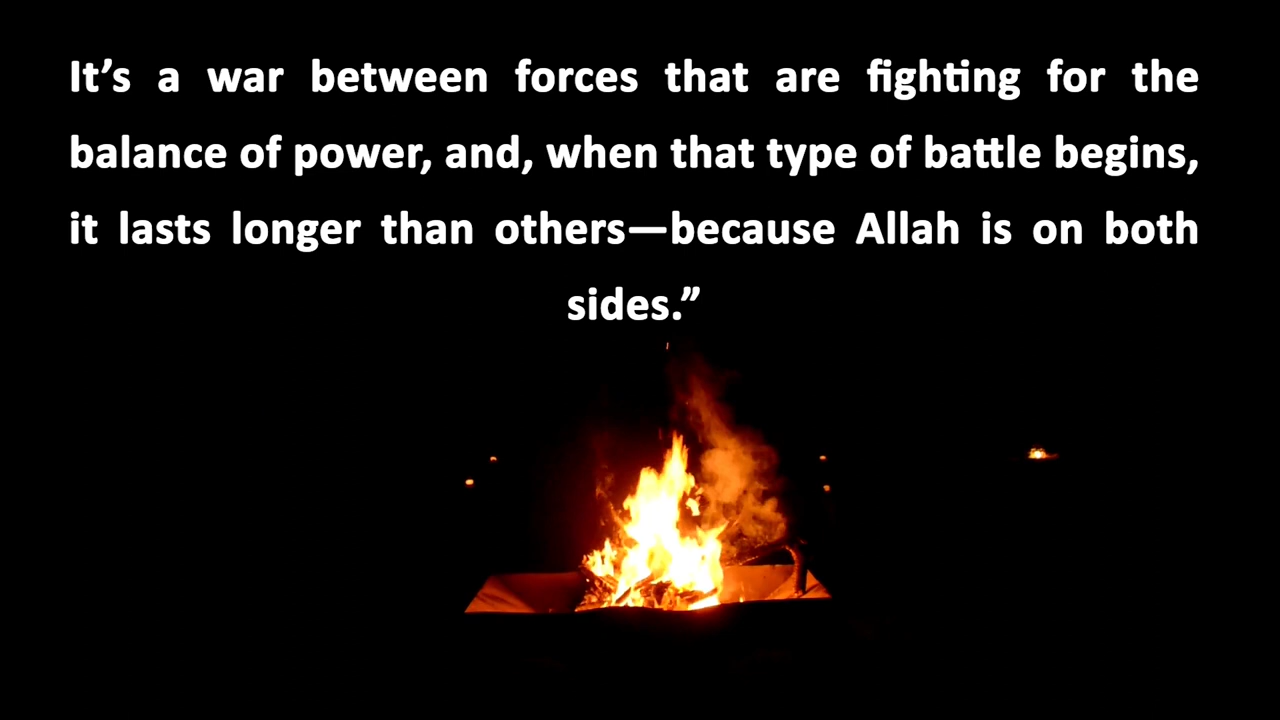 It’s a war between forces that are fighting for the
balance of power, and, when that type of battle begins,
it lasts longer than others—because Allah is on both
sides.”